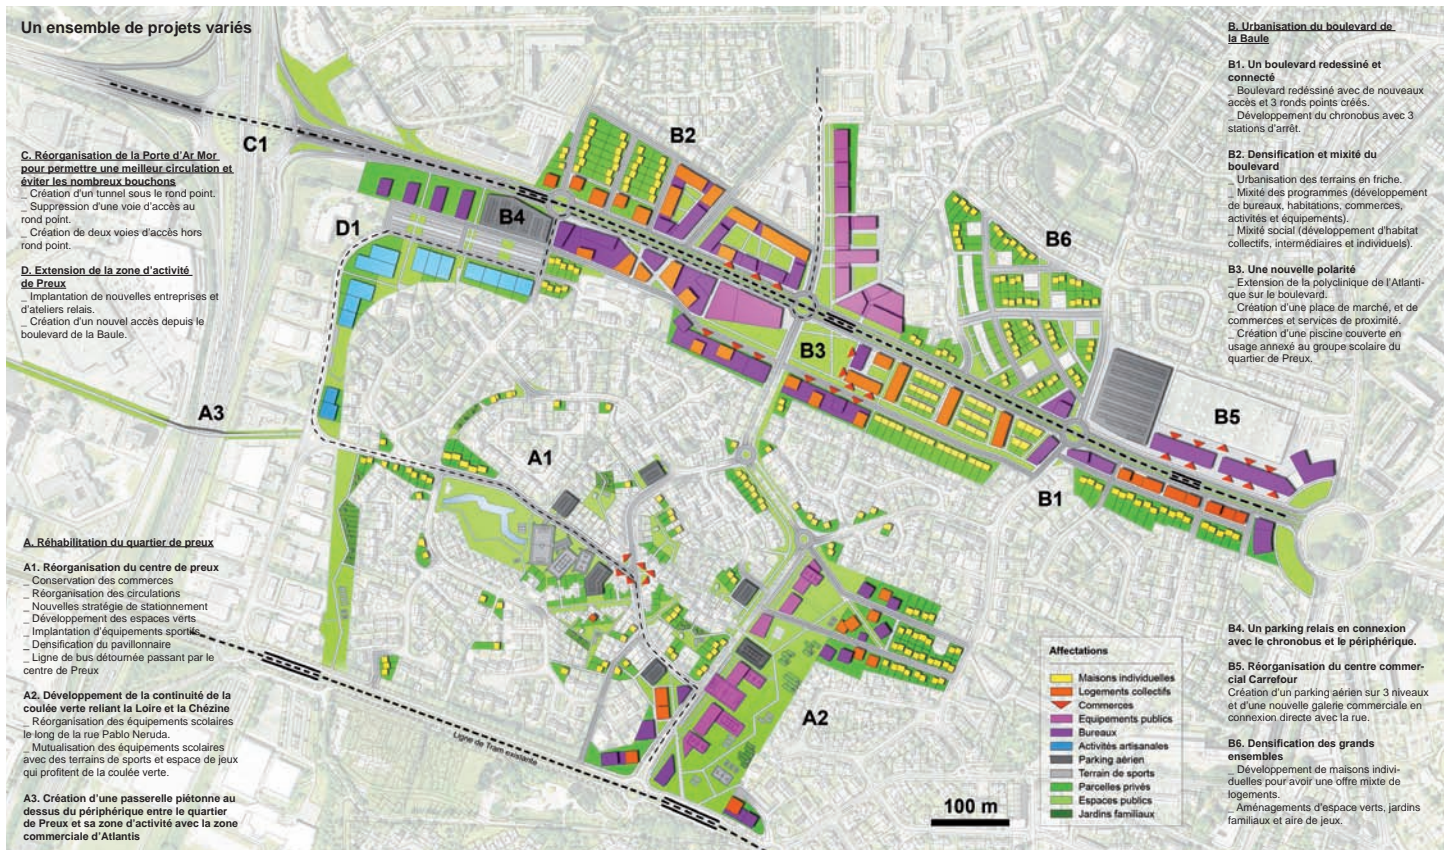 Un ensemble de projets variés
C. Réorganisation de la Porte d'Ar Mor
pour permettre une meilleur circulation et
éviter les nombreux bouchons
_ Création d'un tunnel sous le rond point.
_ Suppression d'une voie d'accès au
rond point.
_ Création de deux voies d'accès hors
rond point.
D. Extension de la zone d'activité
de Preux
_ Implantation de nouvelles entreprises et
d'ateliers relais.
_ Création d'un nouvel accès depuis le
boulevard de la Baule.
A. Réhabilitation du quartier de preux
A1. Réorganisation du centre de preux
_ Conservation des commerces
_ Réorganisation des circulations
_ Nouvelles stratégie de stationnement
_ Développement des espaces verts
_ Implantation d'équipements sportifs
_ Densification du pavillonnaire
_ Ligne de bus détournée passant par le
centre de Preux
A2. Développement de la continuité de la
coulée verte reliant la Loire et la Chézine
_ Réorganisation des équipements scolaires
le long de la rue Pablo Neruda.
_ Mutualisation des équipements scolaires
avec des terrains de sports et espace de jeux
qui profitent de la coulée verte.
A3. Création d'une passerelle piétonne au
dessus du périphérique entre le quartier
de Preux et sa zone d'activité avec la zone
commerciale d'Atlantis
C1
B2
B4
D1
B6
B3
A3
A1
B5
B1
A2
Ligne de Tram existante
100 m
Affectations
Maisons individuelles
Logements collectifs
Commerces
Equipements publics
Bureaux
Activités artisanales
Parking aérien
Terrain de sports
Parcelles privés
Espaces publics
Jardins familiaux
B. Urbanisation du boulevard de
la Baule
B1. Un boulevard redessiné et
connecté
_ Boulevard redéssiné avec de nouveaux
accès et 3 ronds points créés.
_ Développement du chronobus avec 3
stations d'arrêt.
B2. Densification et mixité du
boulevard
_ Urbanisation des terrains en friche.
_ Mixité des programmes (développement
de bureaux, habitations, commerces,
activités et équipements).
_ Mixité social (développement d'habitat
collectifs, intermédiaires et individuels).
B3. Une nouvelle polarité
_ Extension de la polyclinique de l'Atlanti-
que sur le boulevard.
_ Création d'une place de marché, et de
commerces et services de proximité.
_ Création d'une piscine couverte en
usage annexé au groupe scolaire du
quartier de Preux.
B4. Un parking relais en connexion
avec le chronobus et le périphérique.
B5. Réorganisation du centre commer-
cial Carrefour
Création d'un parking aérien sur 3 niveaux
et d'une nouvelle galerie commerciale en
connexion directe avec la rue.
B6. Densification des grands
ensembles
_ Développement de maisons indivi-
duelles pour avoir une offre mixte de
logements.
_ Aménagements d'espace verts, jardins
familiaux et aire de jeux.